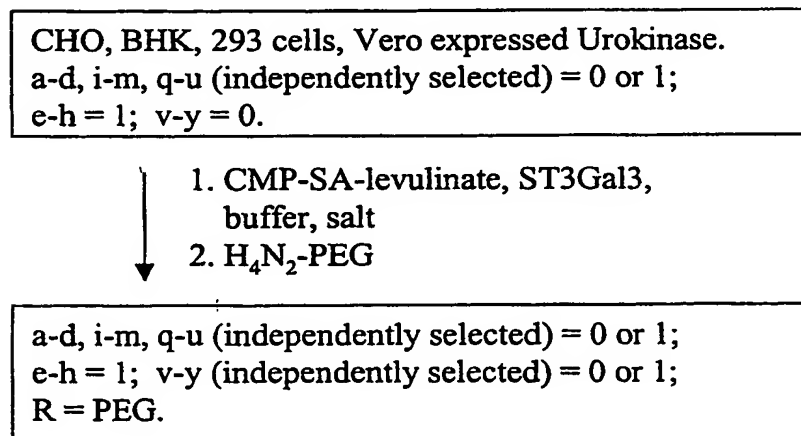 CHO, BHK, 293 cells, Vero expressed Urokinase.
a-d, i-m, q-u (independently selected) = 0 or 1;
e-h = 1; v-y = 0.
1. CMP-SA-levulinate, ST3Gal3,
buffer, salt
2. H₄N₂-PEG
a-d, i-m, q-u (independently selected) = 0 or 1;
e-h = 1; v-y (independently selected) = 0 or 1;
R = PEG.